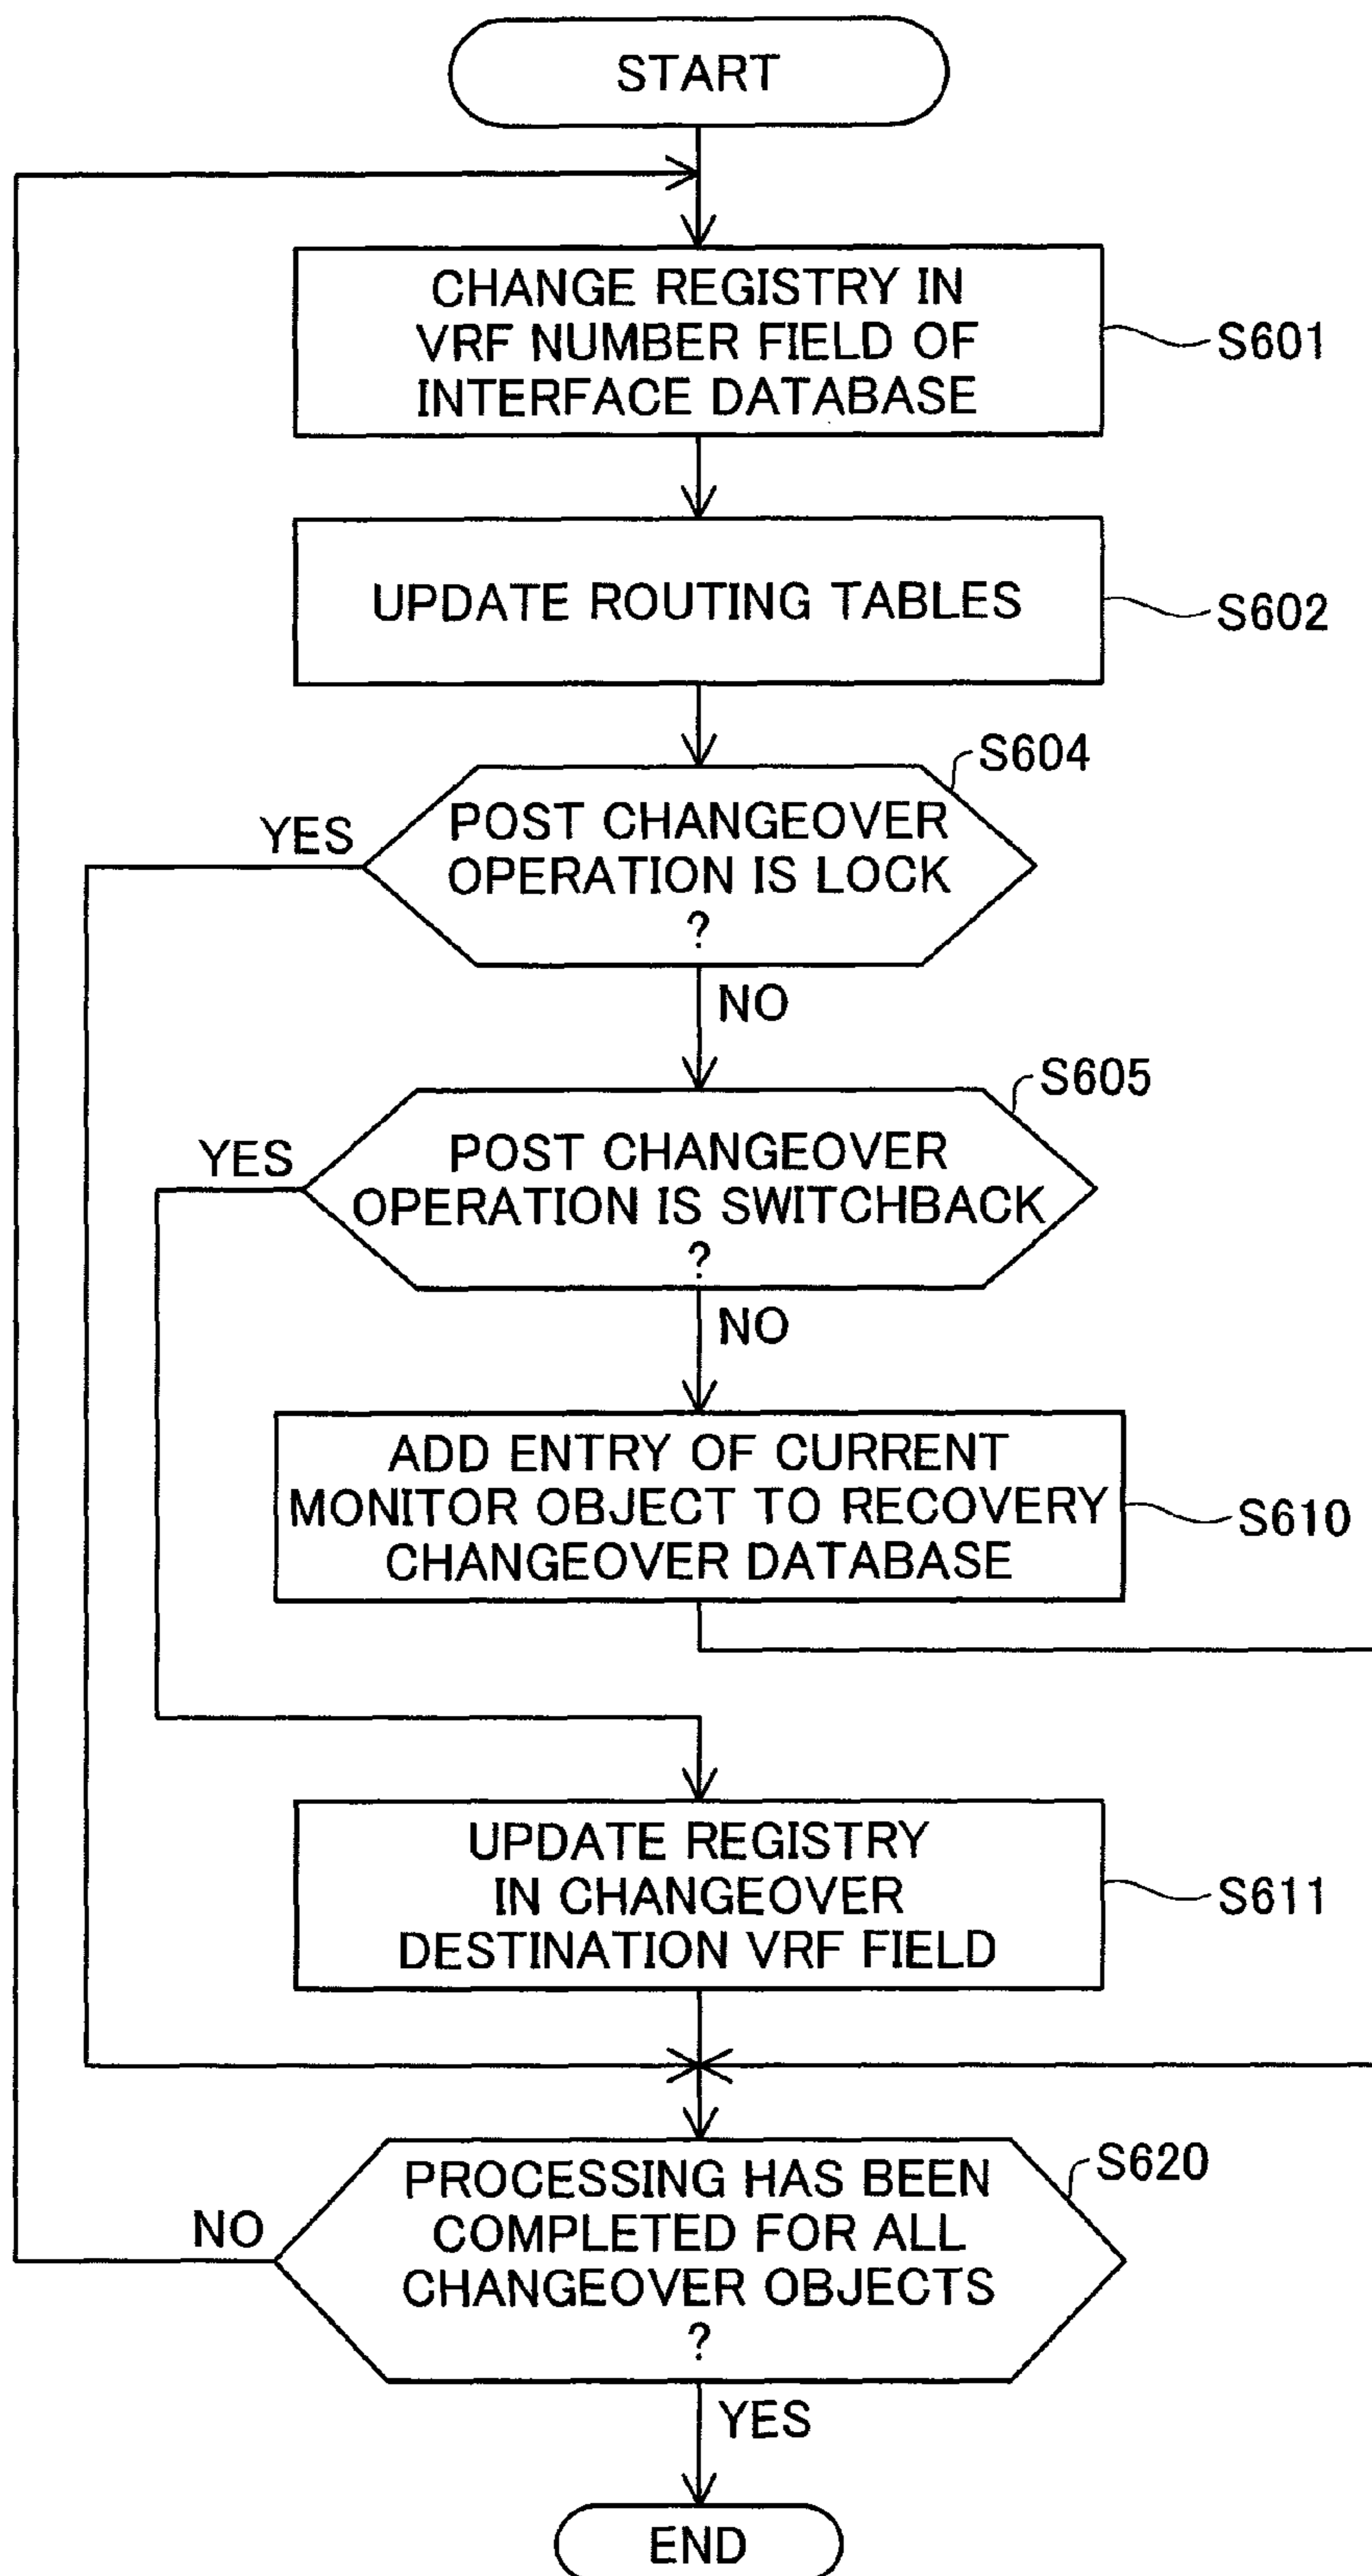 START
CHANGE REGISTRY IN
VRF NUMBER FIELD OF
INTERFACE DATABASE
S601
UPDATE ROUTING TABLES
S602
S604
POST CHANGEOVER
OPERATION IS LOCK
?
YES
NO
S605
POST CHANGEOVER
OPERATION IS SWITCHBACK
?
YES
NO
ADD ENTRY OF CURRENT
MONITOR OBJECT TO RECOVERY
CHANGEOVER DATABASE
S610
UPDATE REGISTRY
IN CHANGEOVER
DESTINATION VRF FIELD
S611
S620
PROCESSING HAS BEEN
COMPLETED FOR ALL
CHANGEOVER OBJECTS
?
NO
YES
END